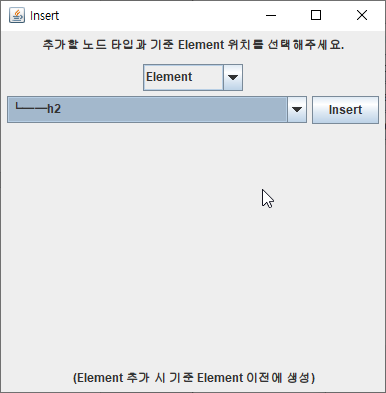 Insert
추가할 노드 타입과 기준 Element 위치를 선택해주세요.
Element
└──h2
Insert
(Element 추가 시 기준 Element 이전에 생성)